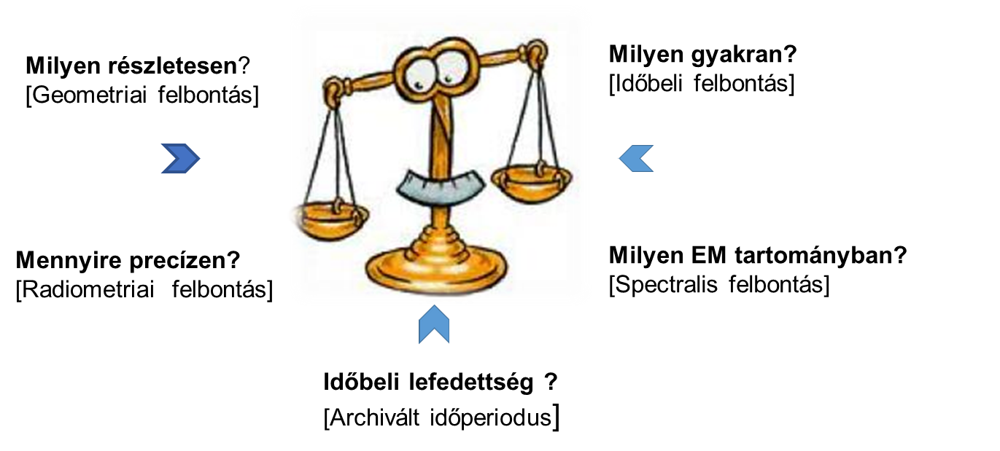 Milyen részletesen?
[Geometriai felbontás]
Milyen gyakran?
[Időbeli felbontás]
Mennyire precízen?
[Radiometriai felbontás]
Milyen EM tartományban?
[Spectralis felbontás]
Időbeli lefedettség ?
[Archivált időperiodus]